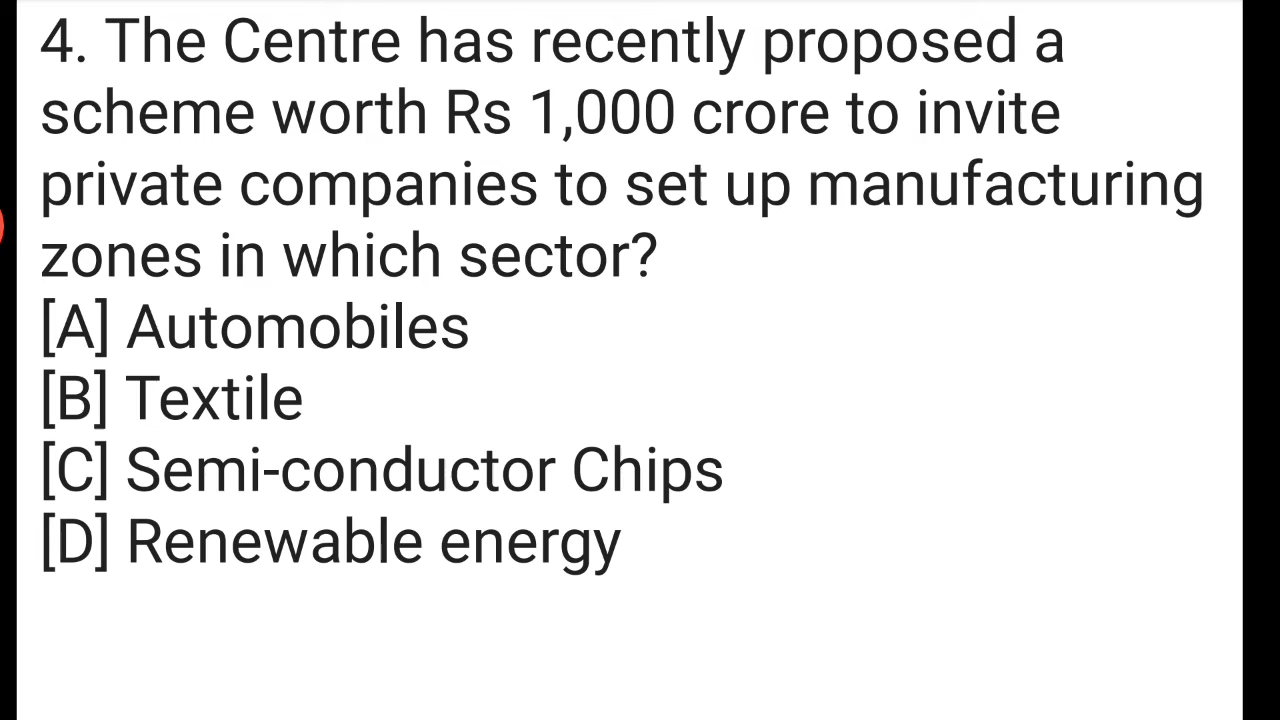 4. The Centre has recently proposed a
scheme worth Rs 1,000 crore to invite
private companies to set up manufacturing
zones in which sector?
[A] Automobiles
[B] Textile
[C] Semi-conductor Chips
[D] Renewable energy